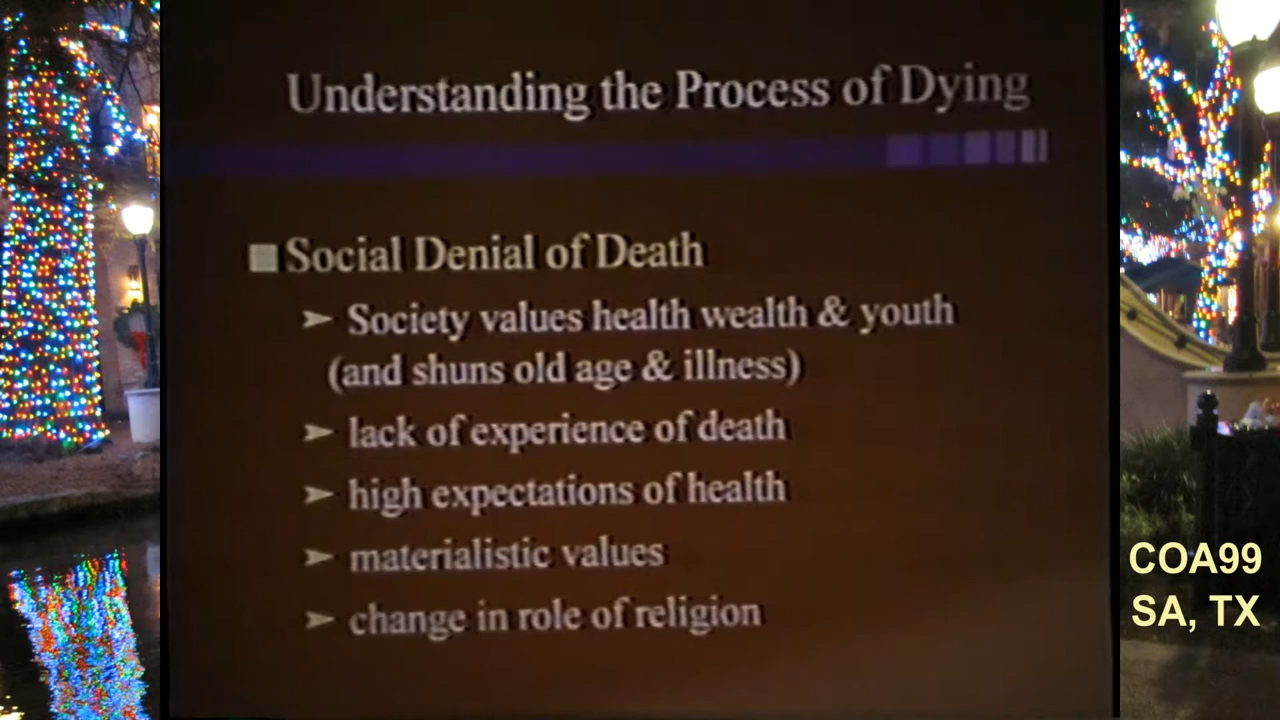 Understanding the Process of Dying
Social Denial of Death
➢ Society values health wealth & youth
(and shuns old age & illness)
➢ lack of experience of death
➢ high expectations of health
➢ materialistic values
➢ change in role of religion
COA99
SA, TX